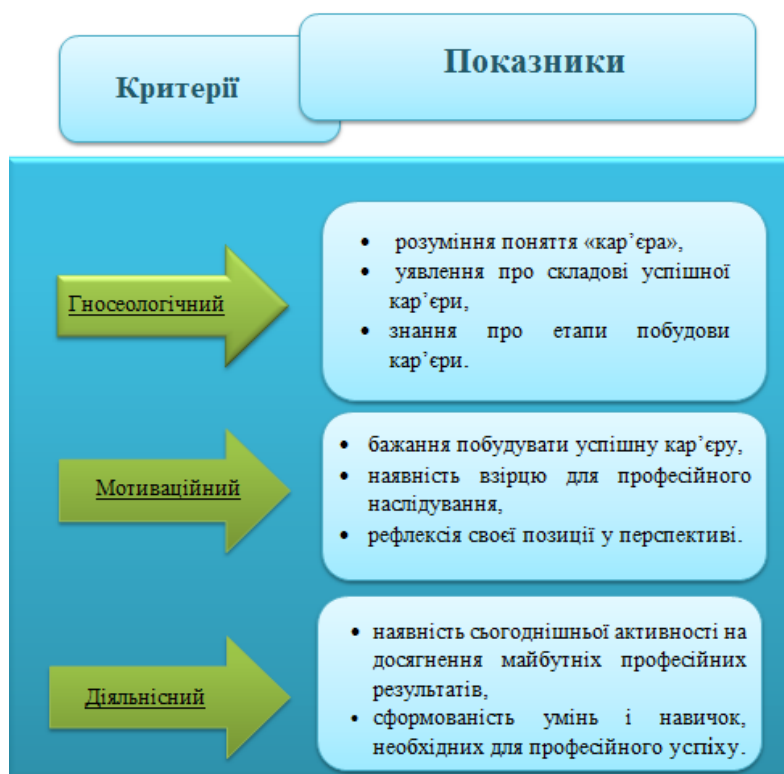 Критерії
Показники
Гносеологічний
• розуміння поняття «кар’єра»,
• уявлення про складові успішної
кар’єри,
• знання про етапи побудови
кар’єри.
Мотиваційний
• бажання побудувати успішну кар’єру,
• наявність взірцю для професійного
наслідування,
• рефлексія своєї позиції у перспективі.
Діяльнісний
• наявність сьогоднішньої активності на
досягнення майбутніх професійних
результатів,
• сформованість умінь і навичок,
необхідних для професійного успіху.